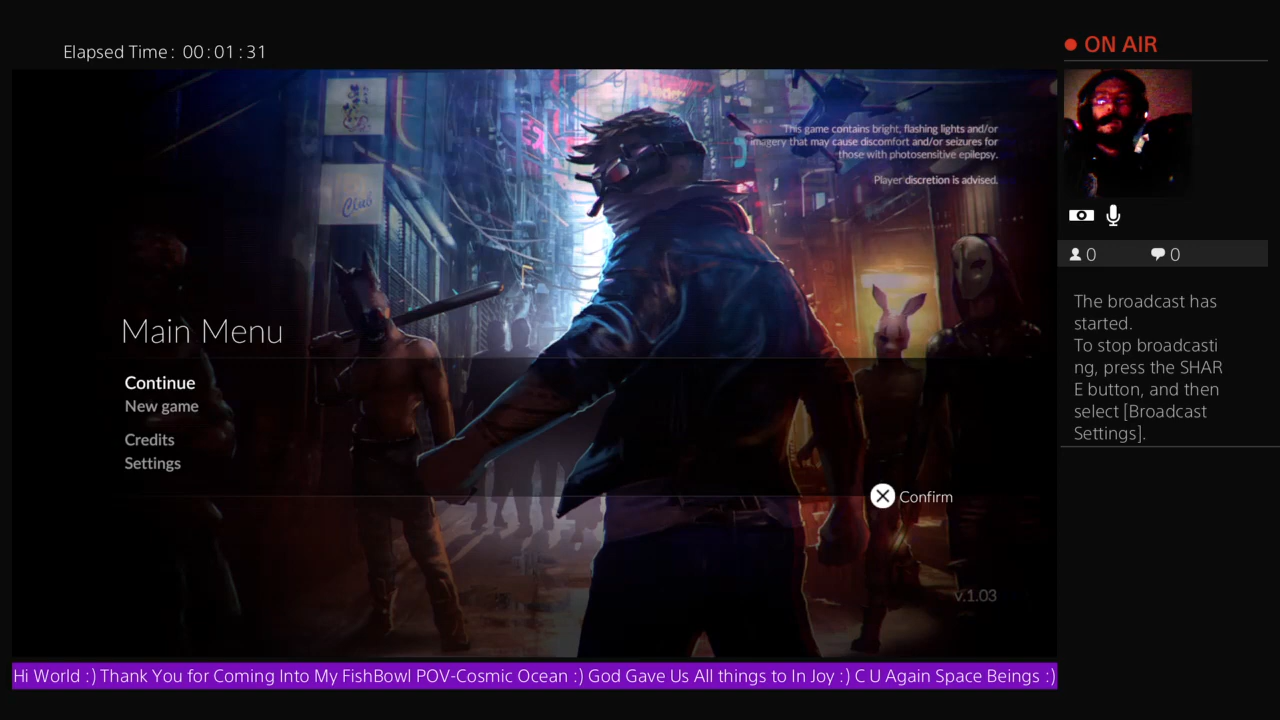 Elapsed Time: 00:01:31
ON AIR
Club
This game contains bright, flashing lights and/or
imagery that may cause discomfort and/or seizures for
those with photosensitive epilepsy.
Player discretion is advised.
0
0
The broadcast has
started.
To stop broadcasti
ng, press the SHAR
E button, and then
select [Broadcast
Settings].
Main Menu
Continue
New game
Credits
Settings
Confirm
v.1.03
Hi World :) Thank You for Coming Into My FishBowl POV-Cosmic Ocean :) God Gave Us All things to In Joy :) C U Again Space Beings :)